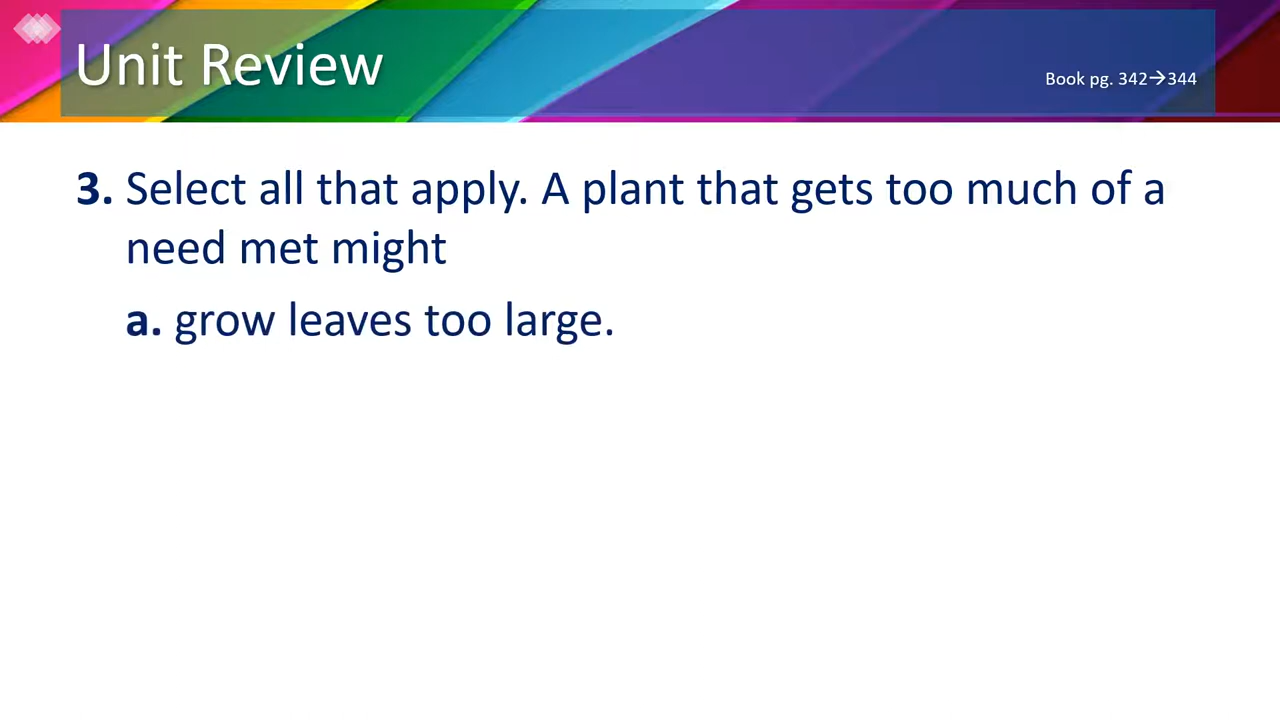 Unit Review
Book pg. 342→344
3. Select all that apply. A plant that gets too much of a
need met might
a. grow leaves too large.